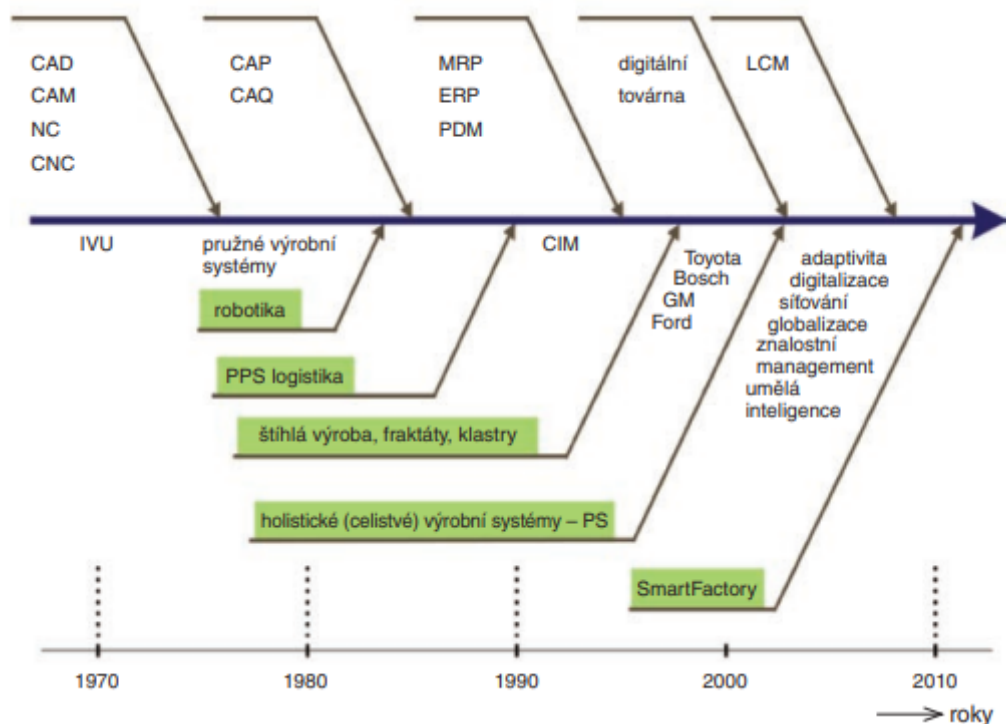 CAD
CAM
NC
CNC
CAP
CAQ
MRP
ERP
PDM
digitální
továrna
LCM
IVU
pružné výrobní
systémy
CIM
Toyota
Bosch
GM
Ford
adaptivita
digitalizace
síťování
globalizace
znalostní
management
umělá
inteligence
robotika
PPS logistika
štíhlá výroba, fraktáty, klastry
holistické (celistvé) výrobní systémy – PS
SmartFactory
1970
1980
1990
2000
2010
roky